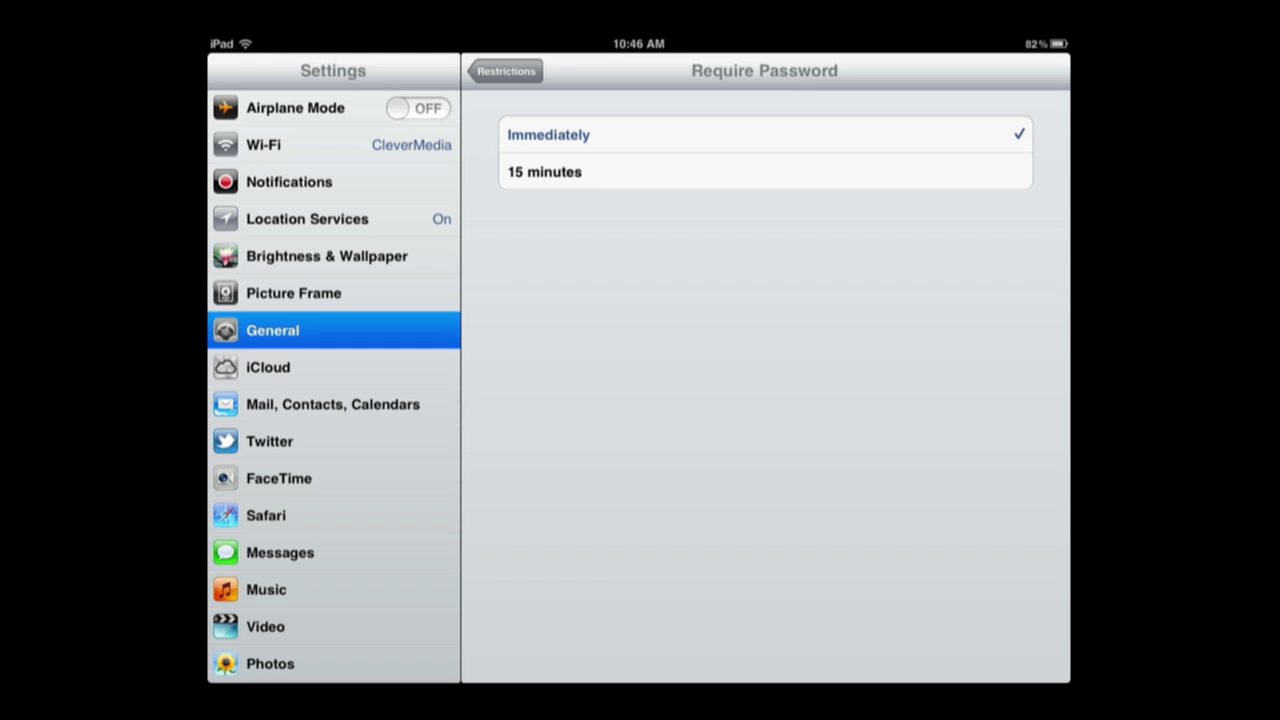 iPad 10:46 AM 82%
Settings
Restrictions Require Password
Airplane Mode OFF
Wi-Fi CleverMedia
Notifications
Location Services On
Brightness & Wallpaper
Picture Frame
General
iCloud
Mail, Contacts, Calendars
Twitter
FaceTime
Safari
Messages
Music
Video
Photos
Immediately
15 minutes